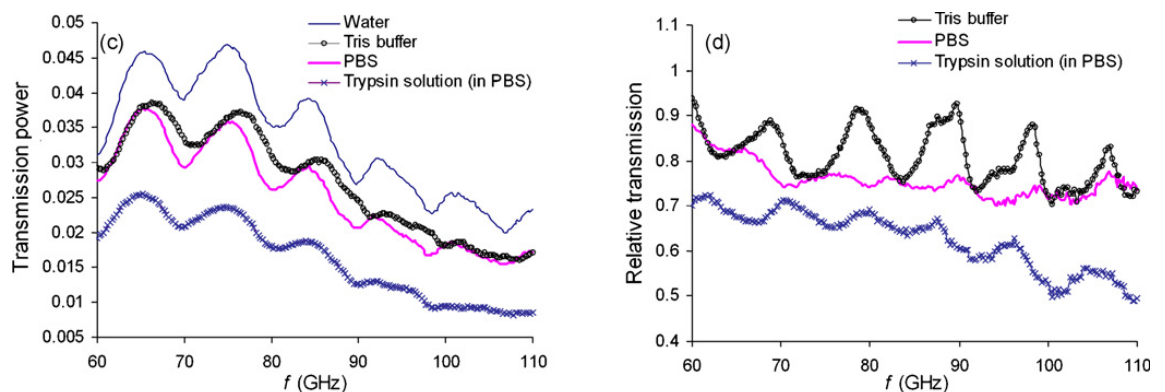 (c)
Water
Tris buffer
PBS
Trypsin solution (in PBS)
Transmission power
0.05
0.045
0.04
0.035
0.03
0.025
0.02
0.015
0.01
0.005
60 70 80 90 100 110
f (GHz)
(d)
Tris buffer
PBS
Trypsin solution (in PBS)
Relative transmission
1.1
1
0.9
0.8
0.7
0.6
0.5
0.4
60 70 80 90 100 110
f (GHz)